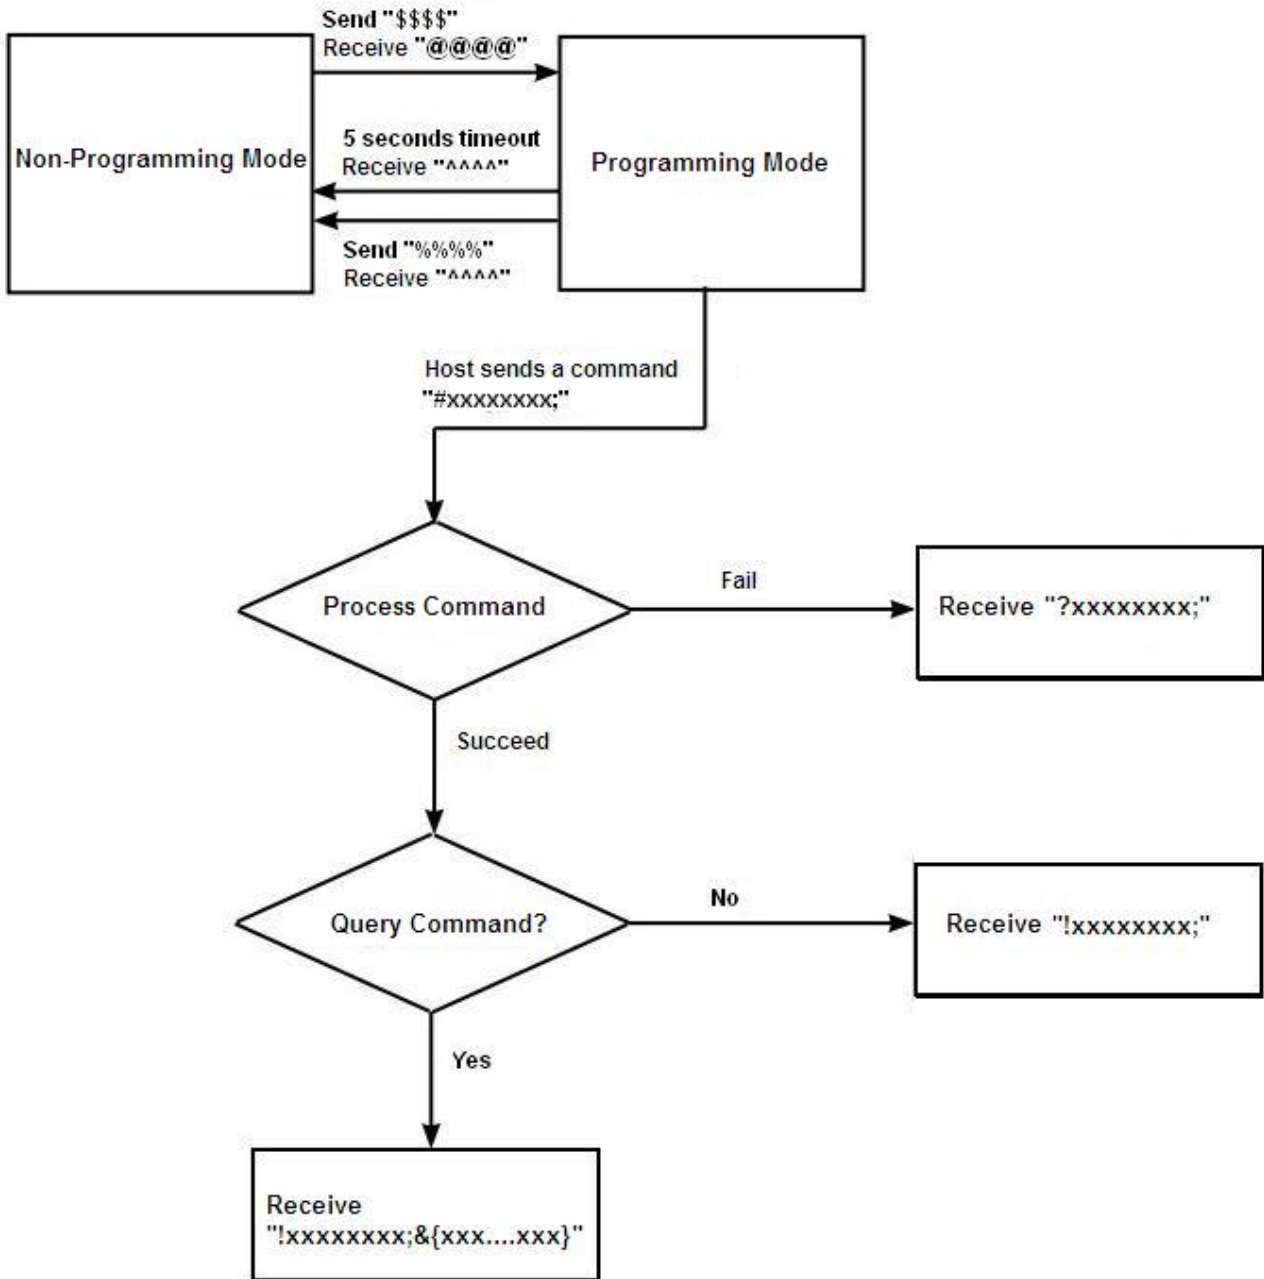 Send "$$$$"
Receive "@@@@"
Non-Programming Mode
5 seconds timeout
Receive "^^^^"
Programming Mode
Send "%%%%"
Receive "^^^^"
Host sends a command
"#xxxxxxxx;"
Process Command
Fail
Receive "?xxxxxxxx;"
Succeed
Query Command?
No
Receive "!xxxxxxxx;"
Yes
Receive
"!xxxxxxxx;&{xxx....xxx}"